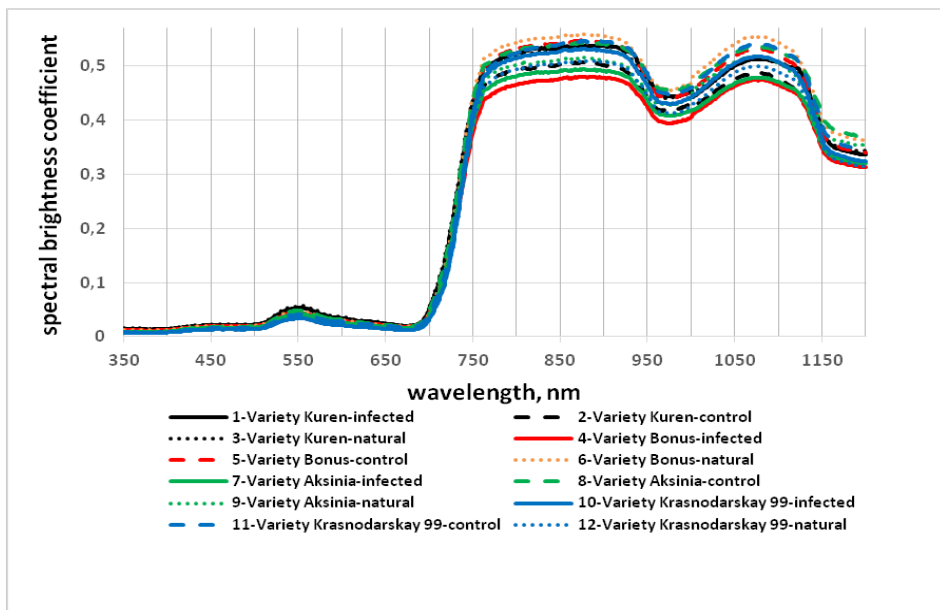 spectral brightness coefficient
0,5
0,4
0,3
0,2
0,1
0
350 450 550 650 750 850 950 1050 1150
wavelength, nm
1-Variety Kuren-infected 2-Variety Kuren-control
3-Variety Kuren-natural 4-Variety Bonus-infected
5-Variety Bonus-control 6-Variety Bonus-natural
7-Variety Aksinia-infected 8-Variety Aksinia-control
9-Variety Aksinia-natural 10-Variety Krasnodarskay 99-infected
11-Variety Krasnodarskay 99-control 12-Variety Krasnodarskay 99-natural